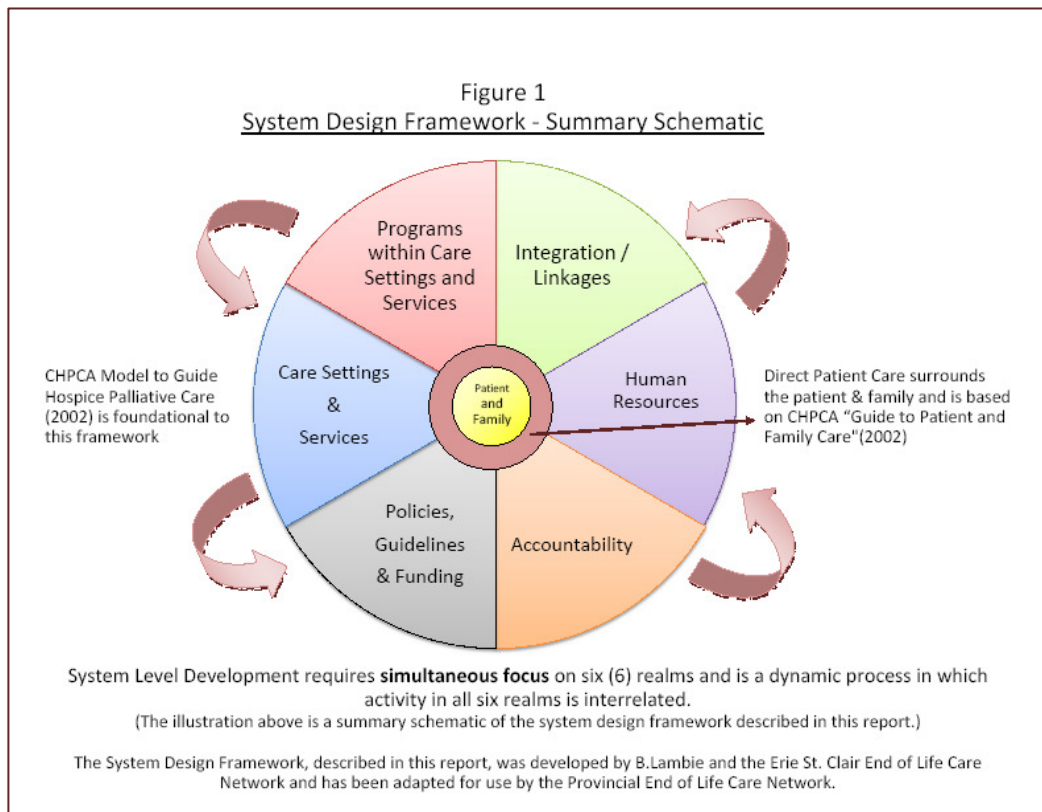 Figure 1
System Design Framework - Summary Schematic
Programs
within Care
Settings and
Services
Integration /
Linkages
CHPCA Model to Guide
Hospice Palliative Care
(2002) is foundational to
this framework
Care Settings
&
Services
Patient
and
Family
Human
Resources
Direct Patient Care surrounds
the patient & family and is based
on CHPCA “Guide to Patient and
Family Care"(2002)
Policies,
Guidelines
& Funding
Accountability
System Level Development requires simultaneous focus on six (6) realms and is a dynamic process in which
activity in all six realms is interrelated.
(The illustration above is a summary schematic of the system design framework described in this report.)
The System Design Framework, described in this report, was developed by B.Lambie and the Erie St. Clair End of Life Care
Network and has been adapted for use by the Provincial End of Life Care Network.